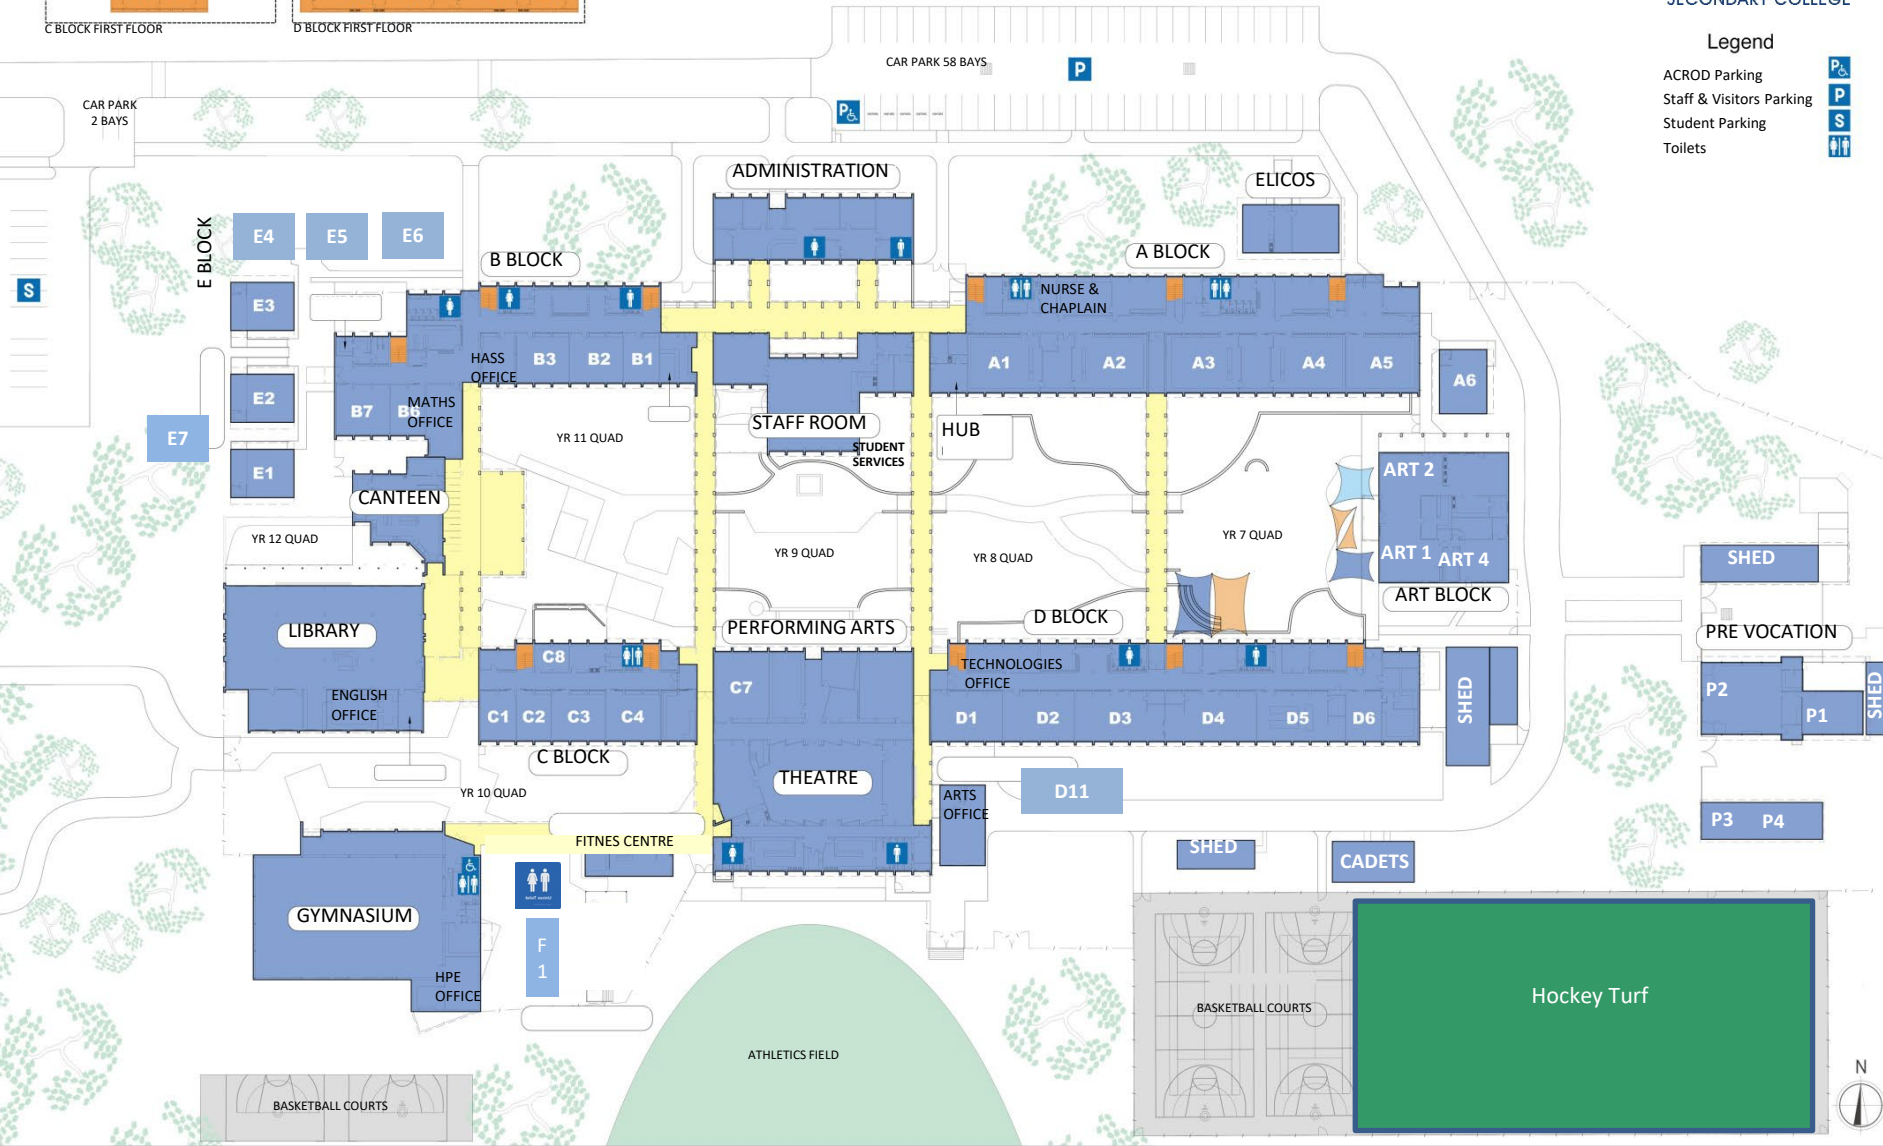 C BLOCK FIRST FLOOR
D BLOCK FIRST FLOOR
SECONDARY COLLEGE
Legend
ACROD Parking
P
Staff & Visitors Parking
P
Student Parking
S
Toilets
CAR PARK 58 BAYS
P
P
CAR PARK
2 BAYS
ADMINISTRATION
ELICOS
E BLOCK
E4
E5
E6
B BLOCK
A BLOCK
S
E3
NURSE &
CHAPLAIN
HASS
OFFICE
B3
B2
B1
A1
A2
A3
A4
A5
A6
E2
B7
B6
MATHS
OFFICE
E7
YR 11 QUAD
STAFF ROOM
STUDENT
SERVICES
HUB
E1
ART 2
CANTEEN
YR 12 QUAD
YR 9 QUAD
YR 8 QUAD
YR 7 QUAD
ART 1
ART 4
SHED
ART BLOCK
LIBRARY
PERFORMING ARTS
D BLOCK
PRE VOCATION
C8
TECHNOLOGIES
OFFICE
ENGLISH
OFFICE
C7
SHED
P2
P1
SHED
C1
C2
C3
C4
D1
D2
D3
D4
D5
D6
C BLOCK
THEATRE
YR 10 QUAD
ARTS
OFFICE
D11
P3
P4
FITNES CENTRE
SHED
CADETS
GYMNASIUM
F
1
HPE
OFFICE
Hockey Turf
BASKETBALL COURTS
ATHLETICS FIELD
BASKETBALL COURTS
N